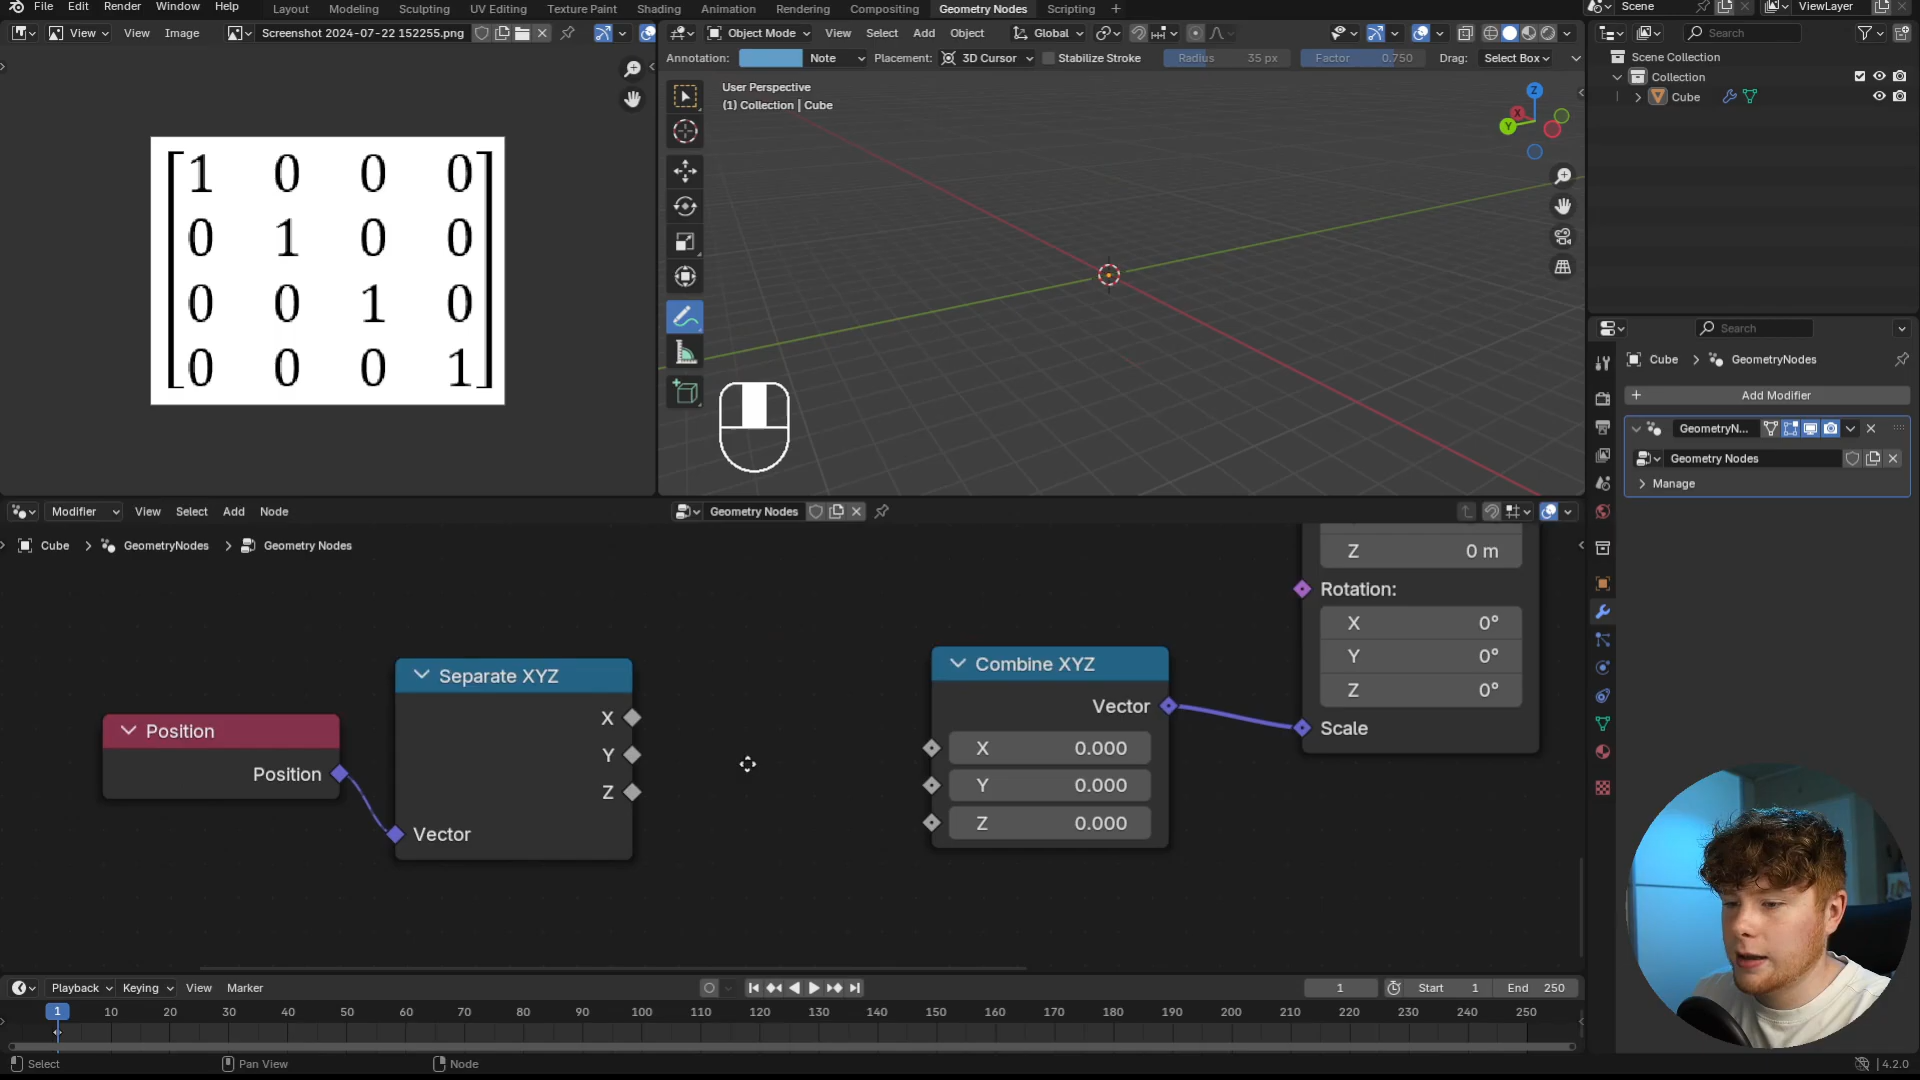 File Edit Render Window Help Layout Modeling Sculpting UV Editing Texture Paint Shading Animation Rendering Compositing Geometry Nodes Scripting + Scene ViewLayer
View View Image Screenshot 2024-07-22 152255.png Object Mode View Select Add Object Global Search
Annotation: Note Placement: 3D Cursor Stabilize Stroke Radius 35 px Factor 0.750 Drag: Select Box
User Perspective
(1) Collection | Cube
Z
X
Y
Scene Collection
Collection
Cube
1 0 0 0
0 1 0 0
0 0 1 0
0 0 0 1
Search
Cube > GeometryNodes
+ Add Modifier
GeometryN...
Geometry Nodes
Manage
Modifier View Select Add Node Geometry Nodes
Cube > GeometryNodes > Geometry Nodes
Position
Position
Separate XYZ
X
Y
Z
Vector
Combine XYZ
Vector
X 0.000
Y 0.000
Z 0.000
Z 0 m
Rotation:
X 0°
Y 0°
Z 0°
Scale
Playback Keying View Marker 1 Start 1 End 250
1 10 20 30 40 50 60 70 80 90 100 110 120 130 140 150 160 170 180 190 200 210 220 230 240 250
Select Pan View Node 4.2.0